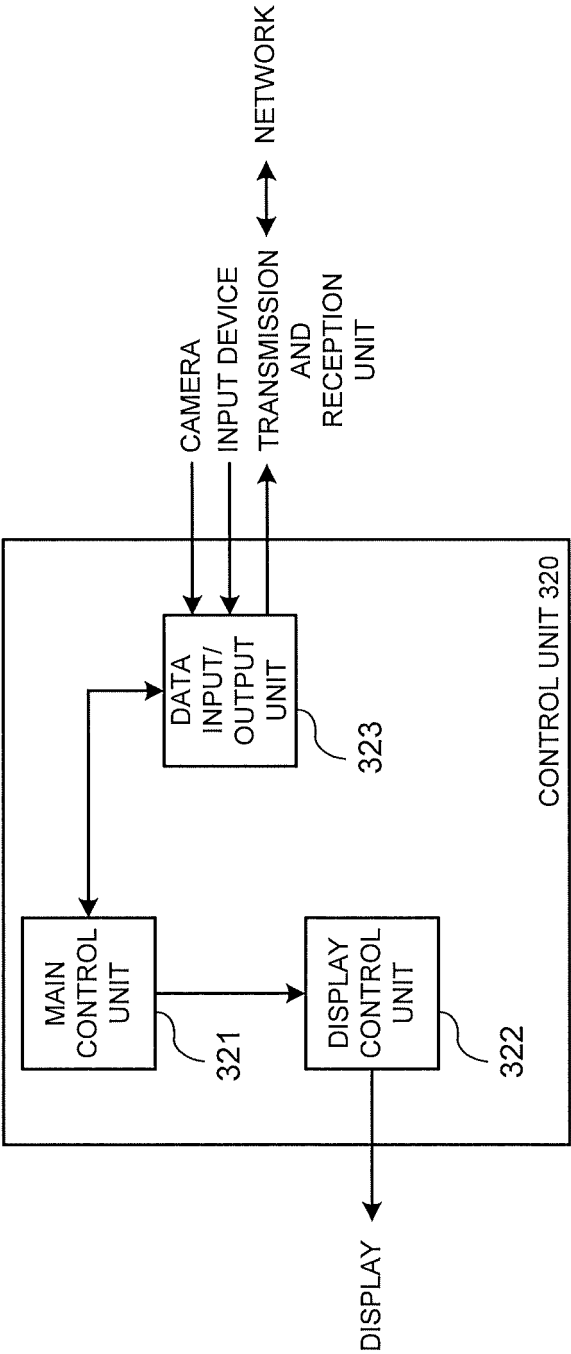 MAIN
CONTROL
UNIT
321
DATA
INPUT/
OUTPUT
UNIT
323
CAMERA
INPUT DEVICE
TRANSMISSION
AND
RECEPTION
UNIT
NETWORK
DISPLAY
DISPLAY
CONTROL
UNIT
322
CONTROL UNIT 320